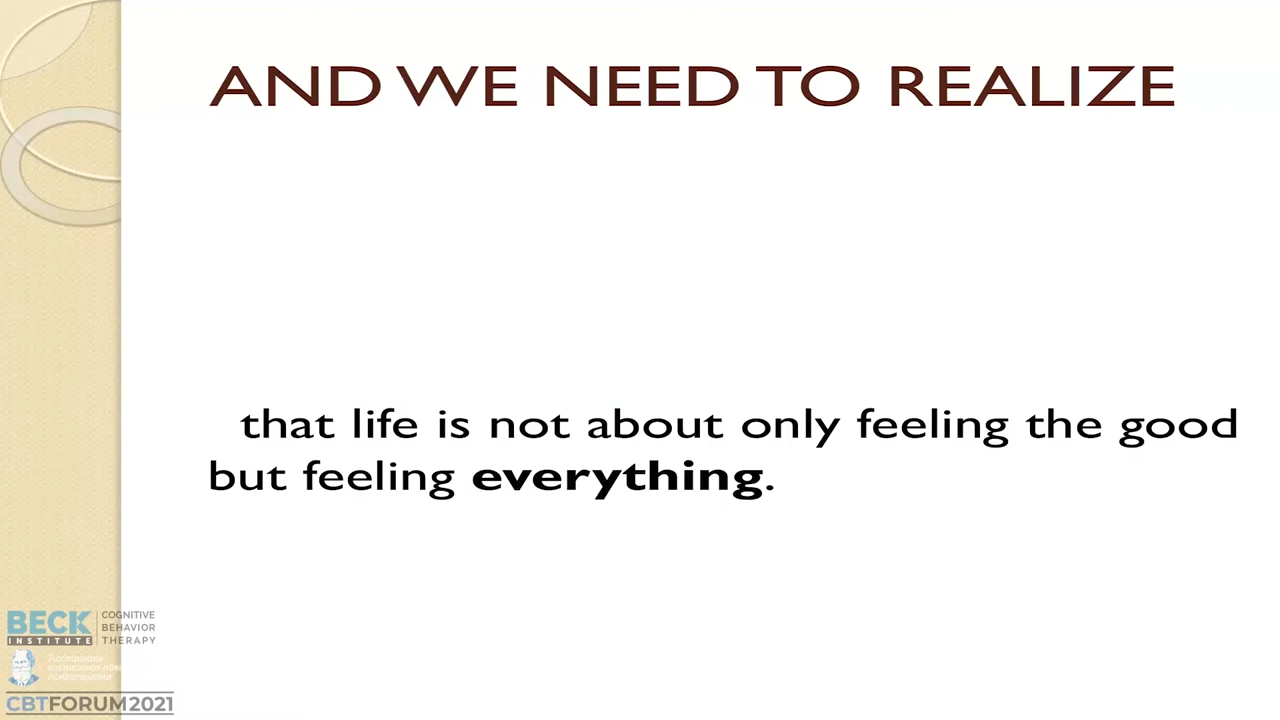 AND WE NEED TO REALIZE
that life is not about only feeling the good
but feeling everything.
BECK
INSTITUTE
COGNITIVE
BEHAVIOR
THERAPY
CBTFORUM2021